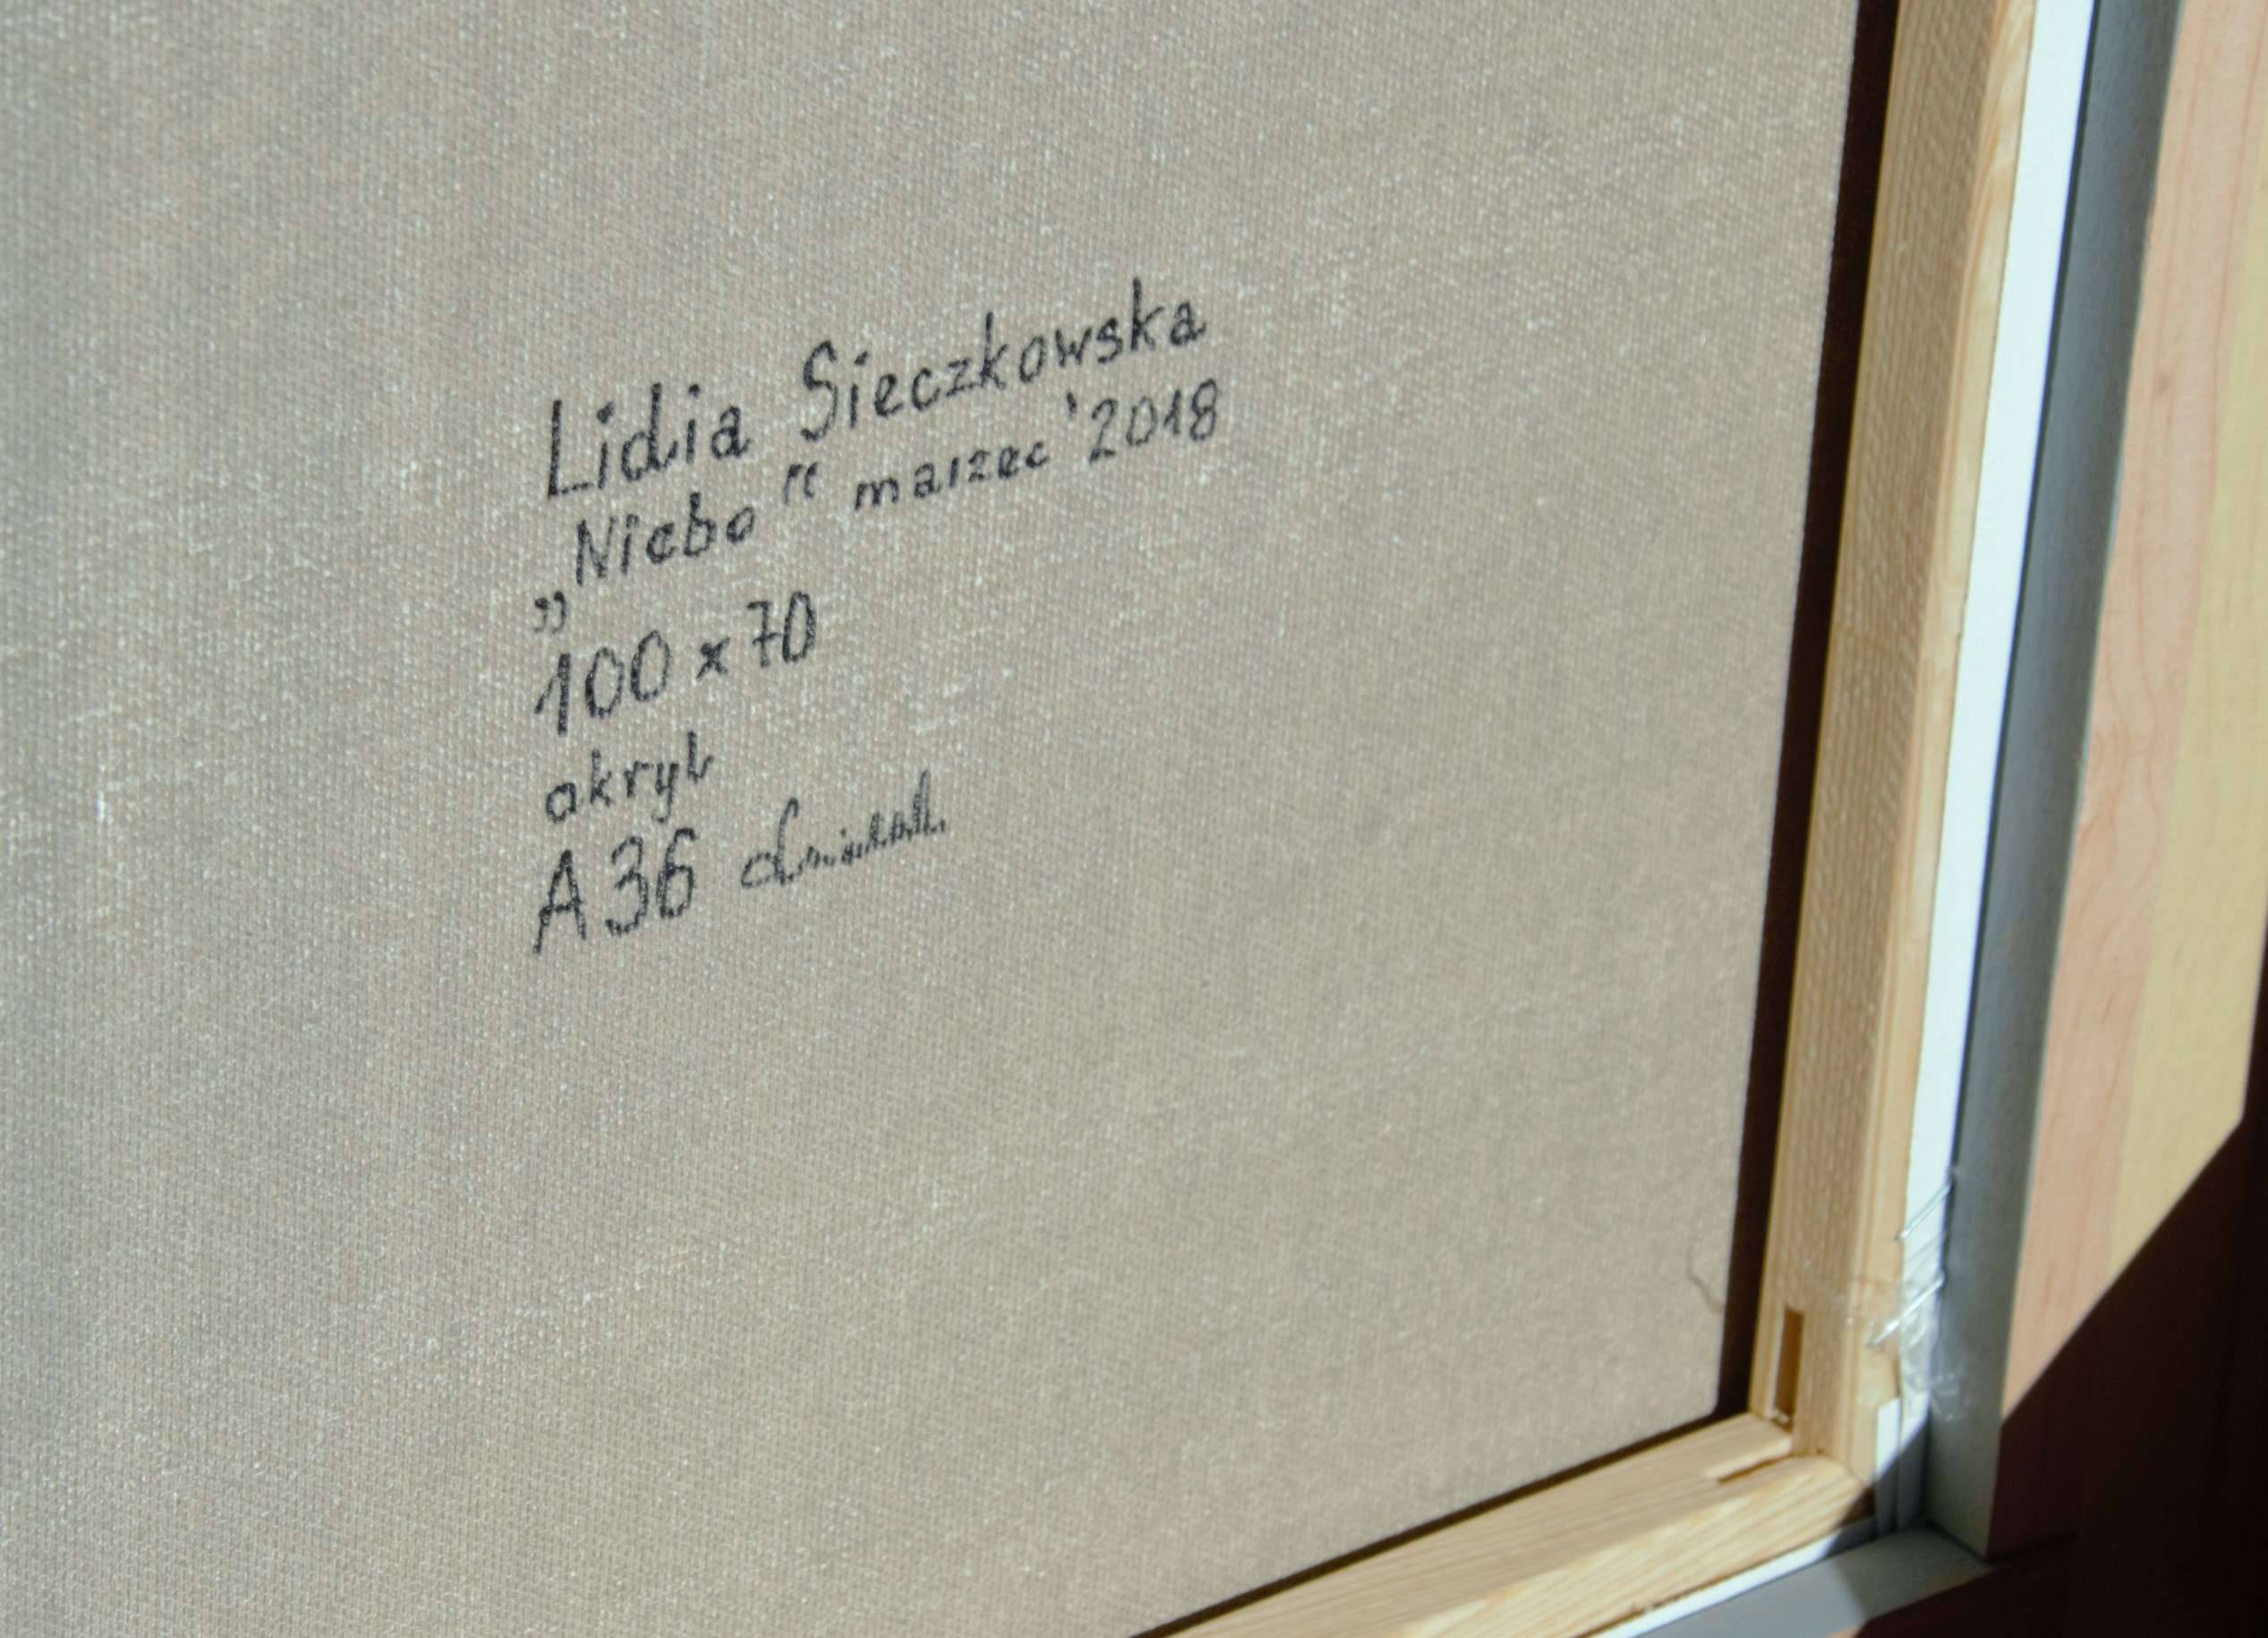 Lidia Sieczkowska
„Niebo“ marzec '2018
100 x 70
akryl
A36